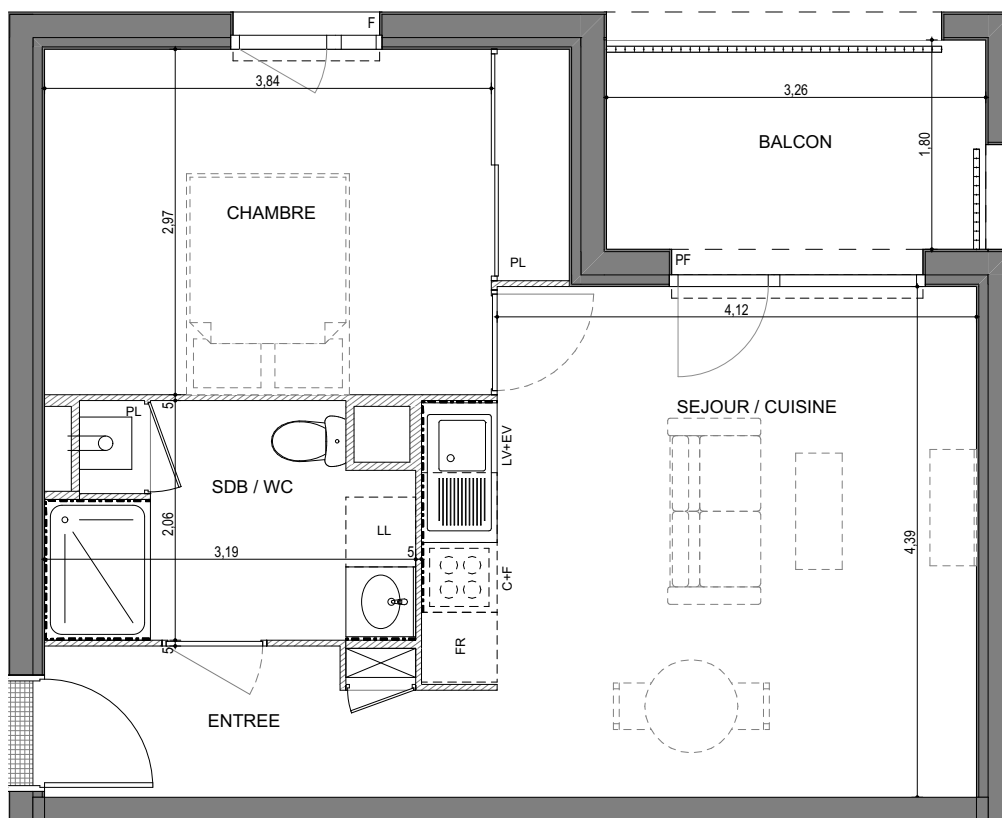 F
3,84
3,26
BALCON
1,80
CHAMBRE
2,97
PL
PF
4,12
PL
5
SEJOUR / CUISINE
LV+EV
SDB / WC
LL
2,06
3,19
5
4,39
C+F
FR
5
ENTREE